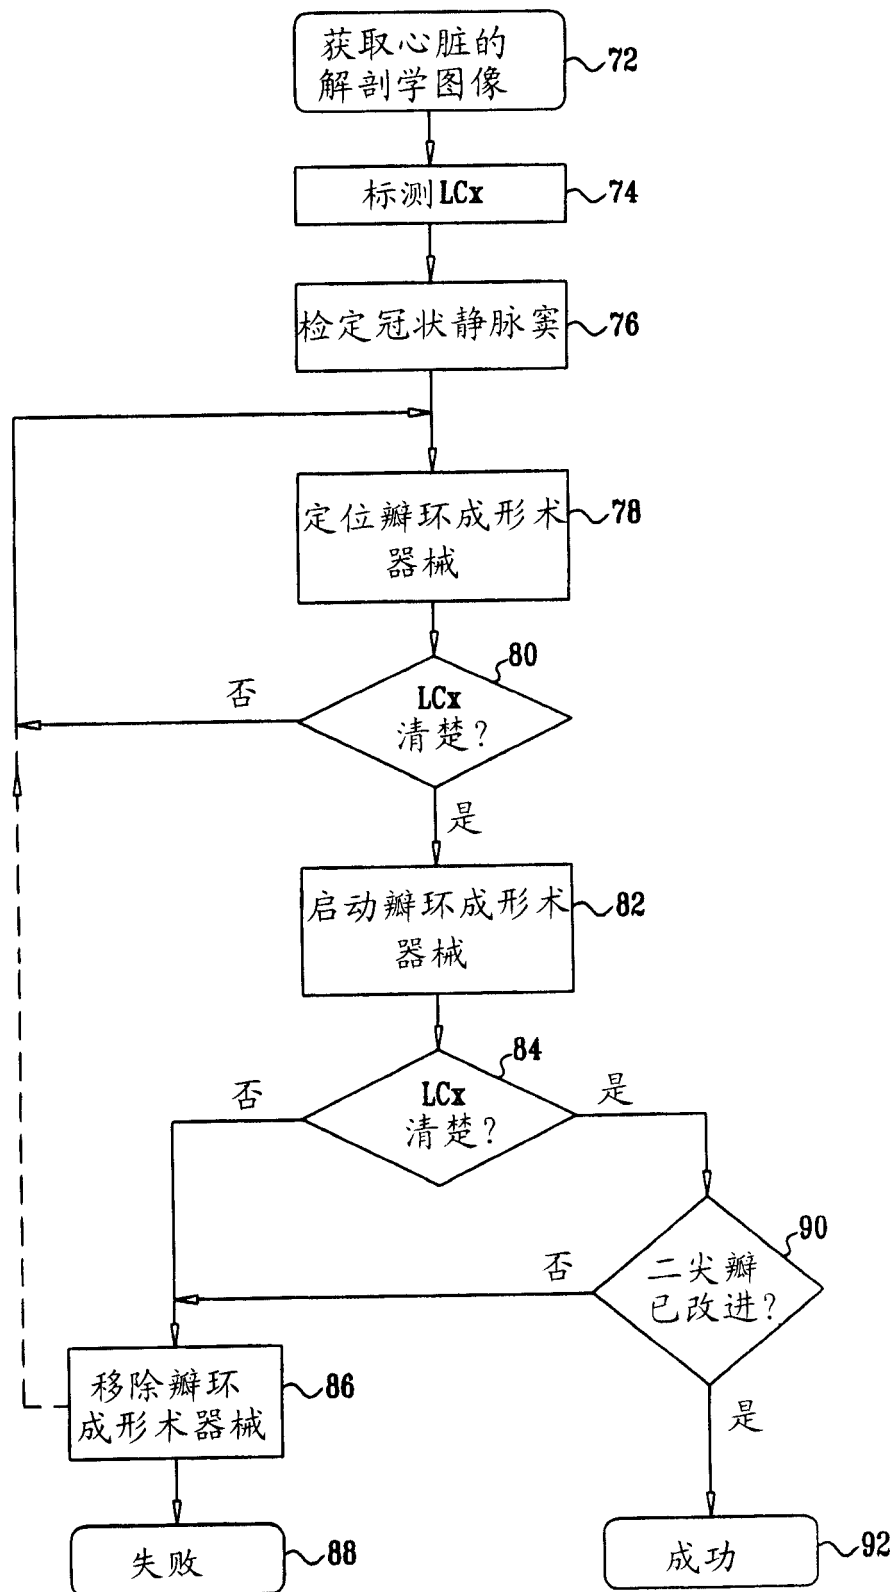 获取心脏的
解剖学图像
72
标测LCx
74
检定冠状静脉窦
76
定位瓣环成形术
器械
78
80
LCx
清楚?
否
是
启动瓣环成形术
器械
82
84
LCx
清楚?
否
是
90
二尖瓣
已改进?
否
是
移除瓣环
成形术器械
86
失败
88
成功
92